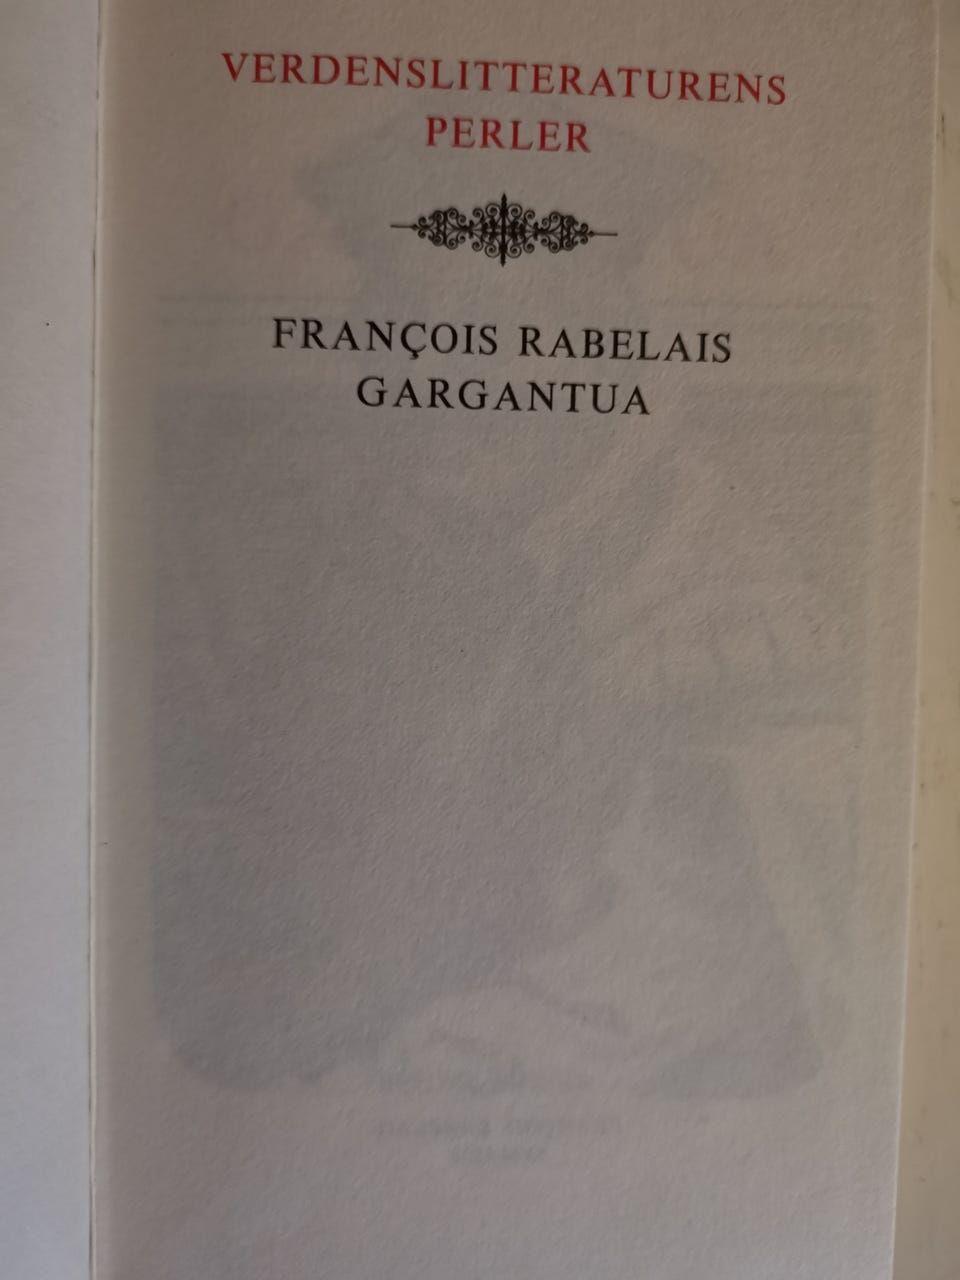 VERDENSLITTERATURENS
PERLER
FRANÇOIS RABELAIS
GARGANTUA